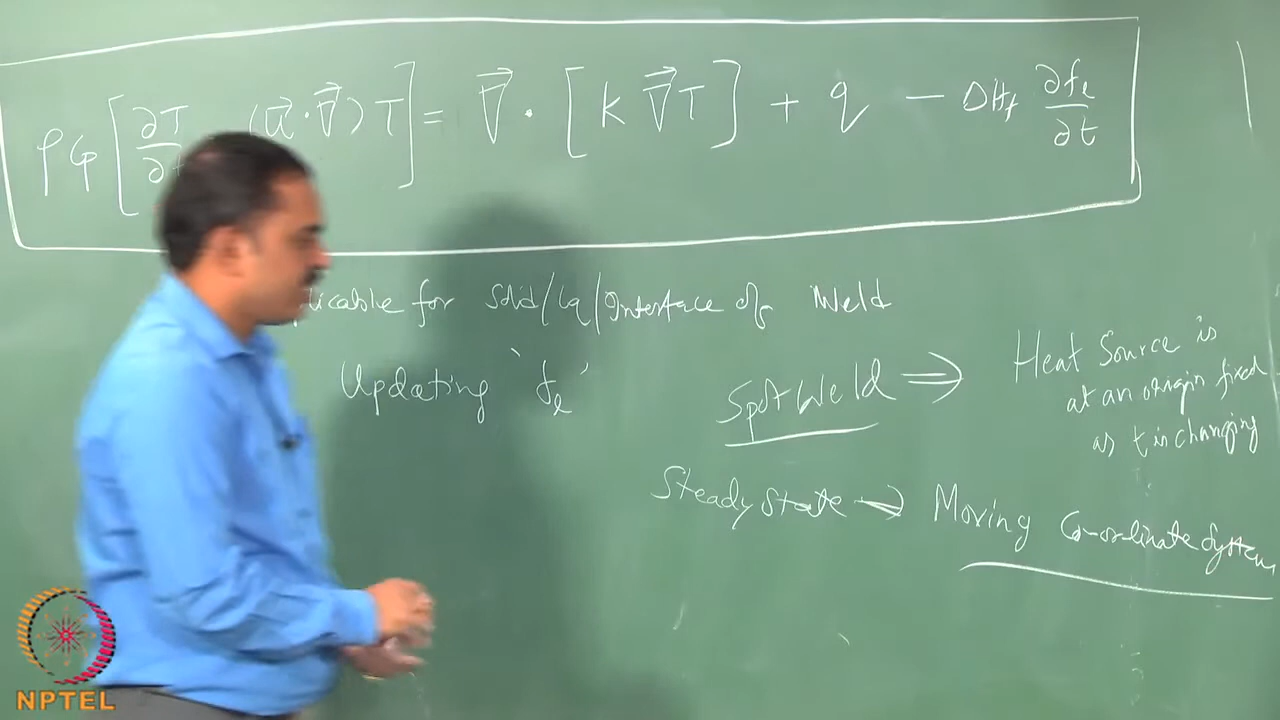 ρCp [∂T/∂t (u⃗·∇⃗)T] = ∇⃗ · [K ∇⃗T] + q − ΔHf ∂fℓ/∂t
licable for Solid/Liq/Interface of Weld
Updating 'fℓ'
Spot Weld ⇒ Heat Source is
at an origin fixed
as t is changing
Steady State → Moving Co-ordinate System
NPTEL